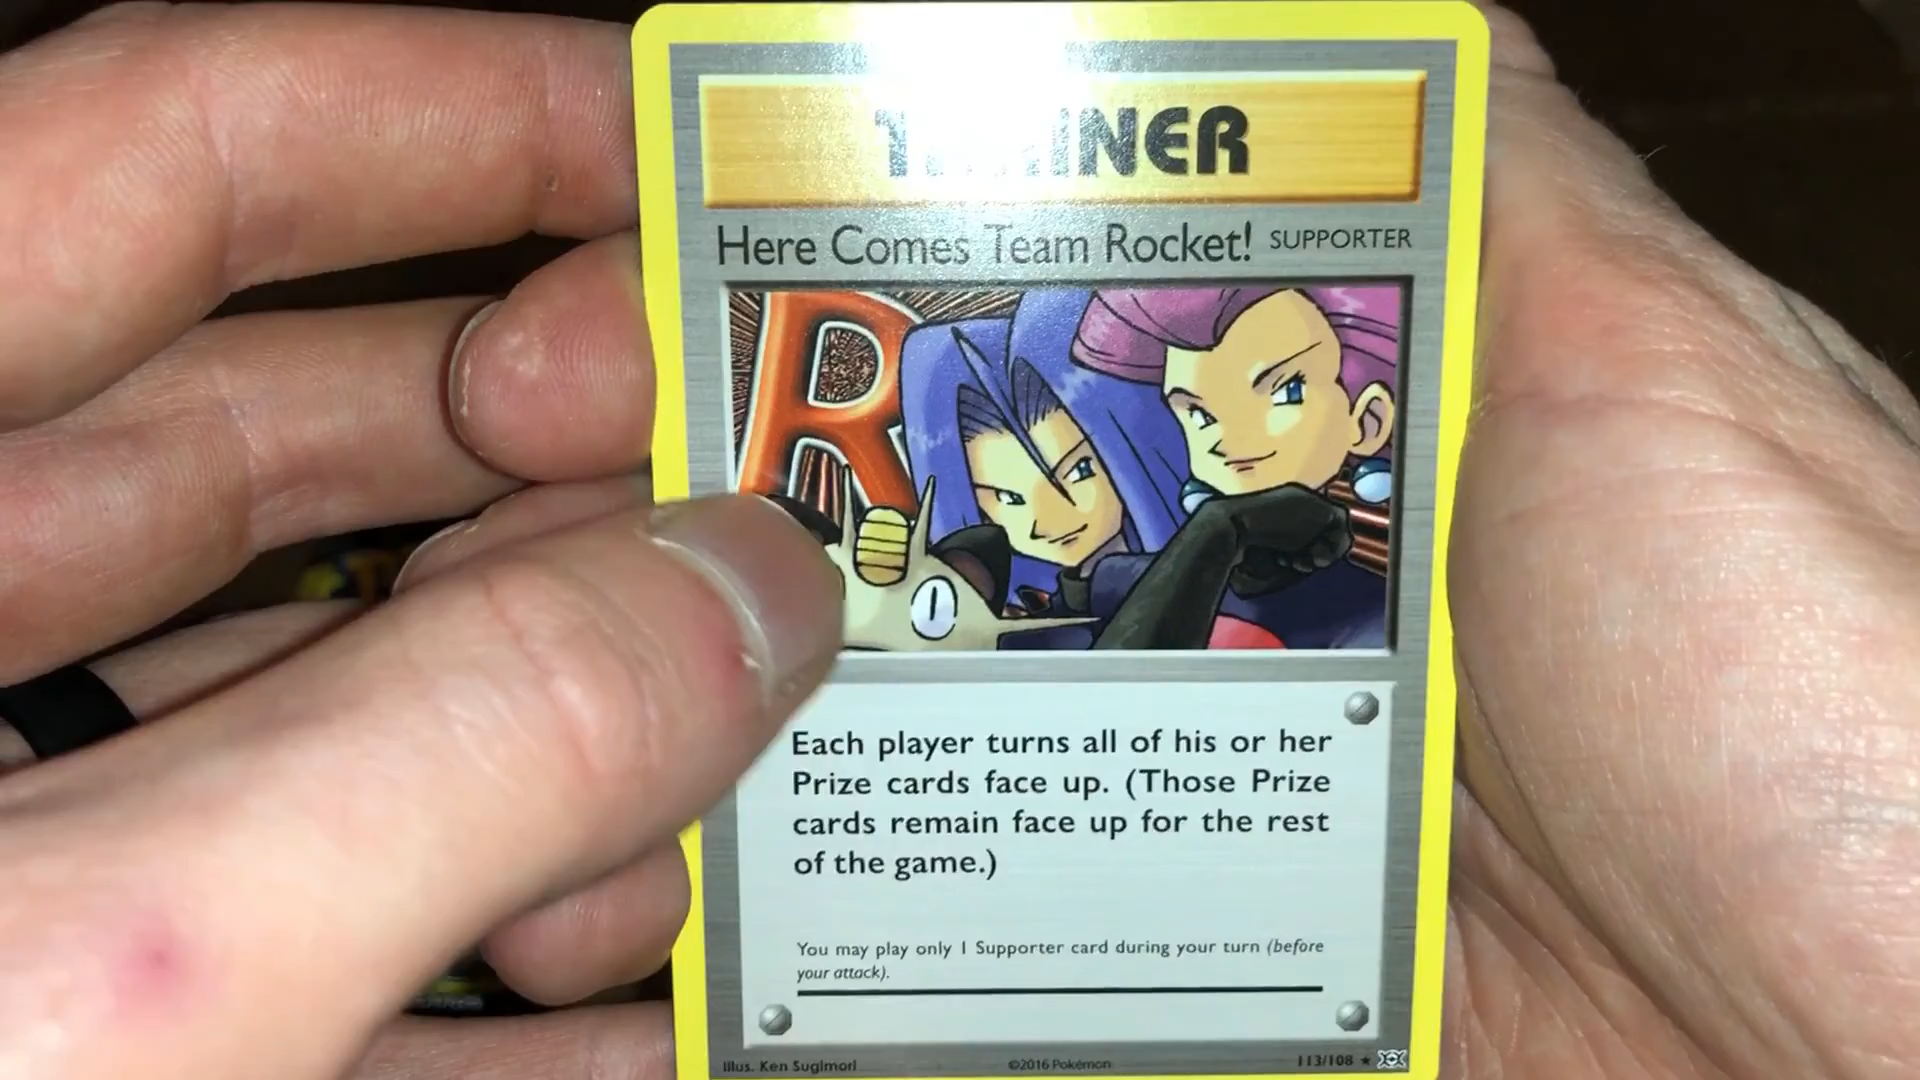 TRAINER
Here Comes Team Rocket! SUPPORTER
R
Each player turns all of his or her
Prize cards face up. (Those Prize
cards remain face up for the rest
of the game.)
You may play only 1 Supporter card during your turn (before
your attack).
Illus. Ken Sugimori ©2016 Pokémon 113/108 ★